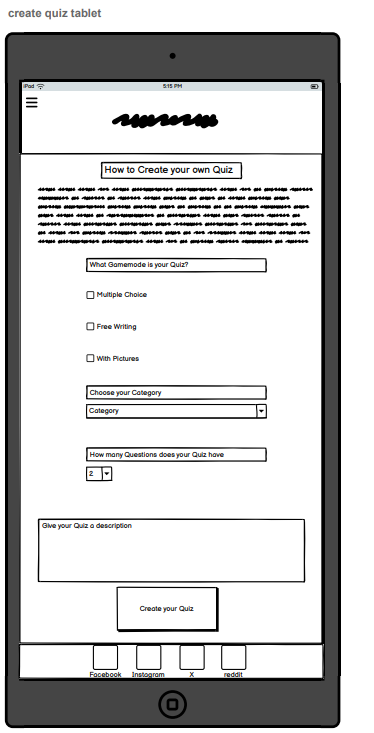 create quiz tablet
iPad
5:15 PM
How to Create your own Quiz
What Gamemode is your Quiz?
Multiple Choice
Free Writing
With Pictures
Choose your Category
Category
How many Questions does your Quiz have
2
Give your Quiz a description
Create your Quiz
Facebook Instagram X reddit